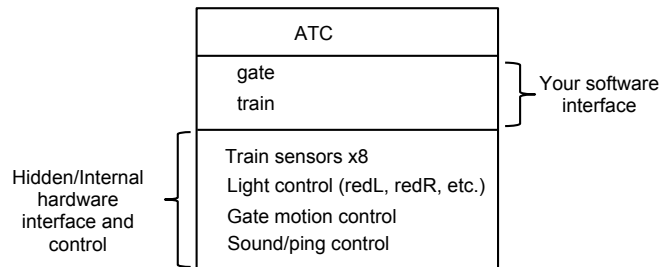 ATC
gate
train
Your software
interface
Train sensors x8
Light control (redL, redR, etc.)
Gate motion control
Sound/ping control
Hidden/Internal
hardware
interface and
control